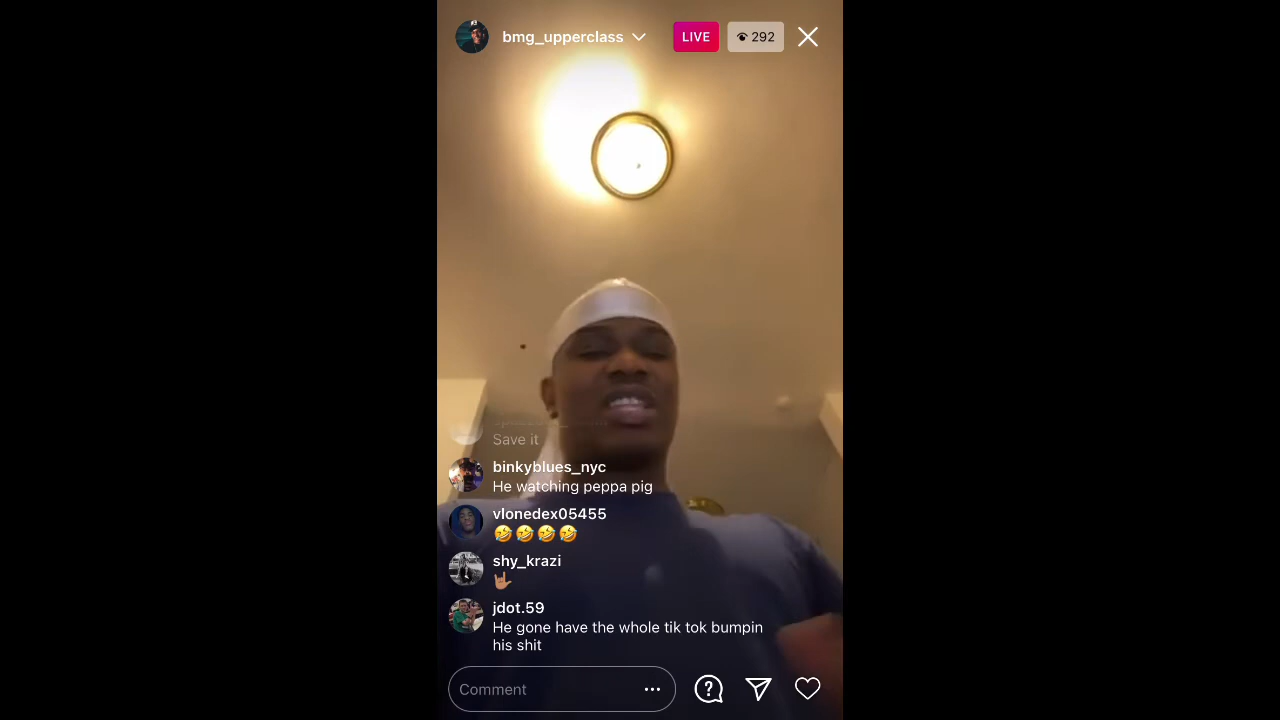 bmg_upperclass
LIVE
292
Save it
binkyblues_nyc
He watching peppa pig
vlonedex05455
🤣🤣🤣🤣
shy_krazi
🤟🏽
jdot.59
He gone have the whole tik tok bumpin
his shit
Comment